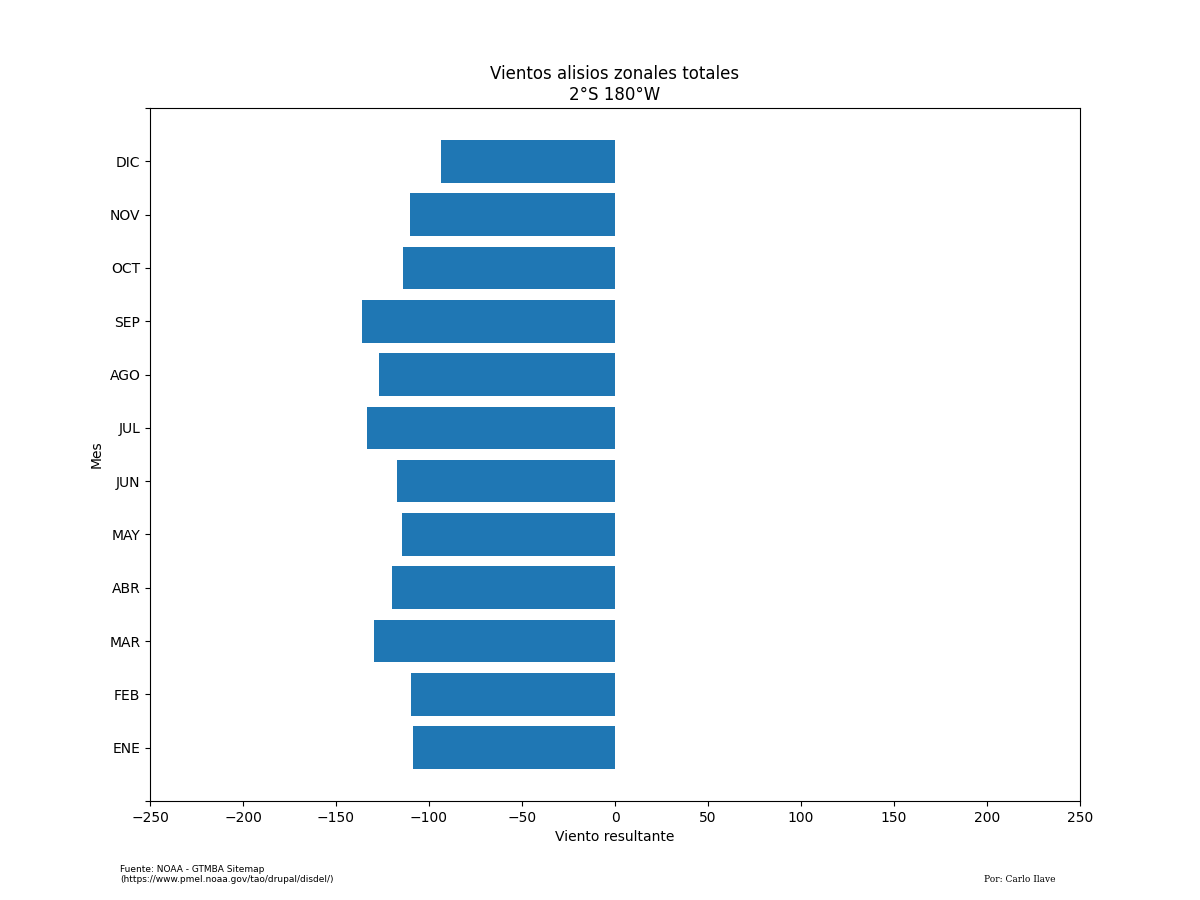 Vientos alisios zonales totales
2°S 180°W
DIC
NOV
OCT
SEP
AGO
JUL
JUN
MAY
ABR
MAR
FEB
ENE
Mes
−250 −200 −150 −100 −50 0 50 100 150 200 250
Viento resultante
Fuente: NOAA - GTMBA Sitemap
(https://www.pmel.noaa.gov/tao/drupal/disdel/)
Por: Carlo Ilave